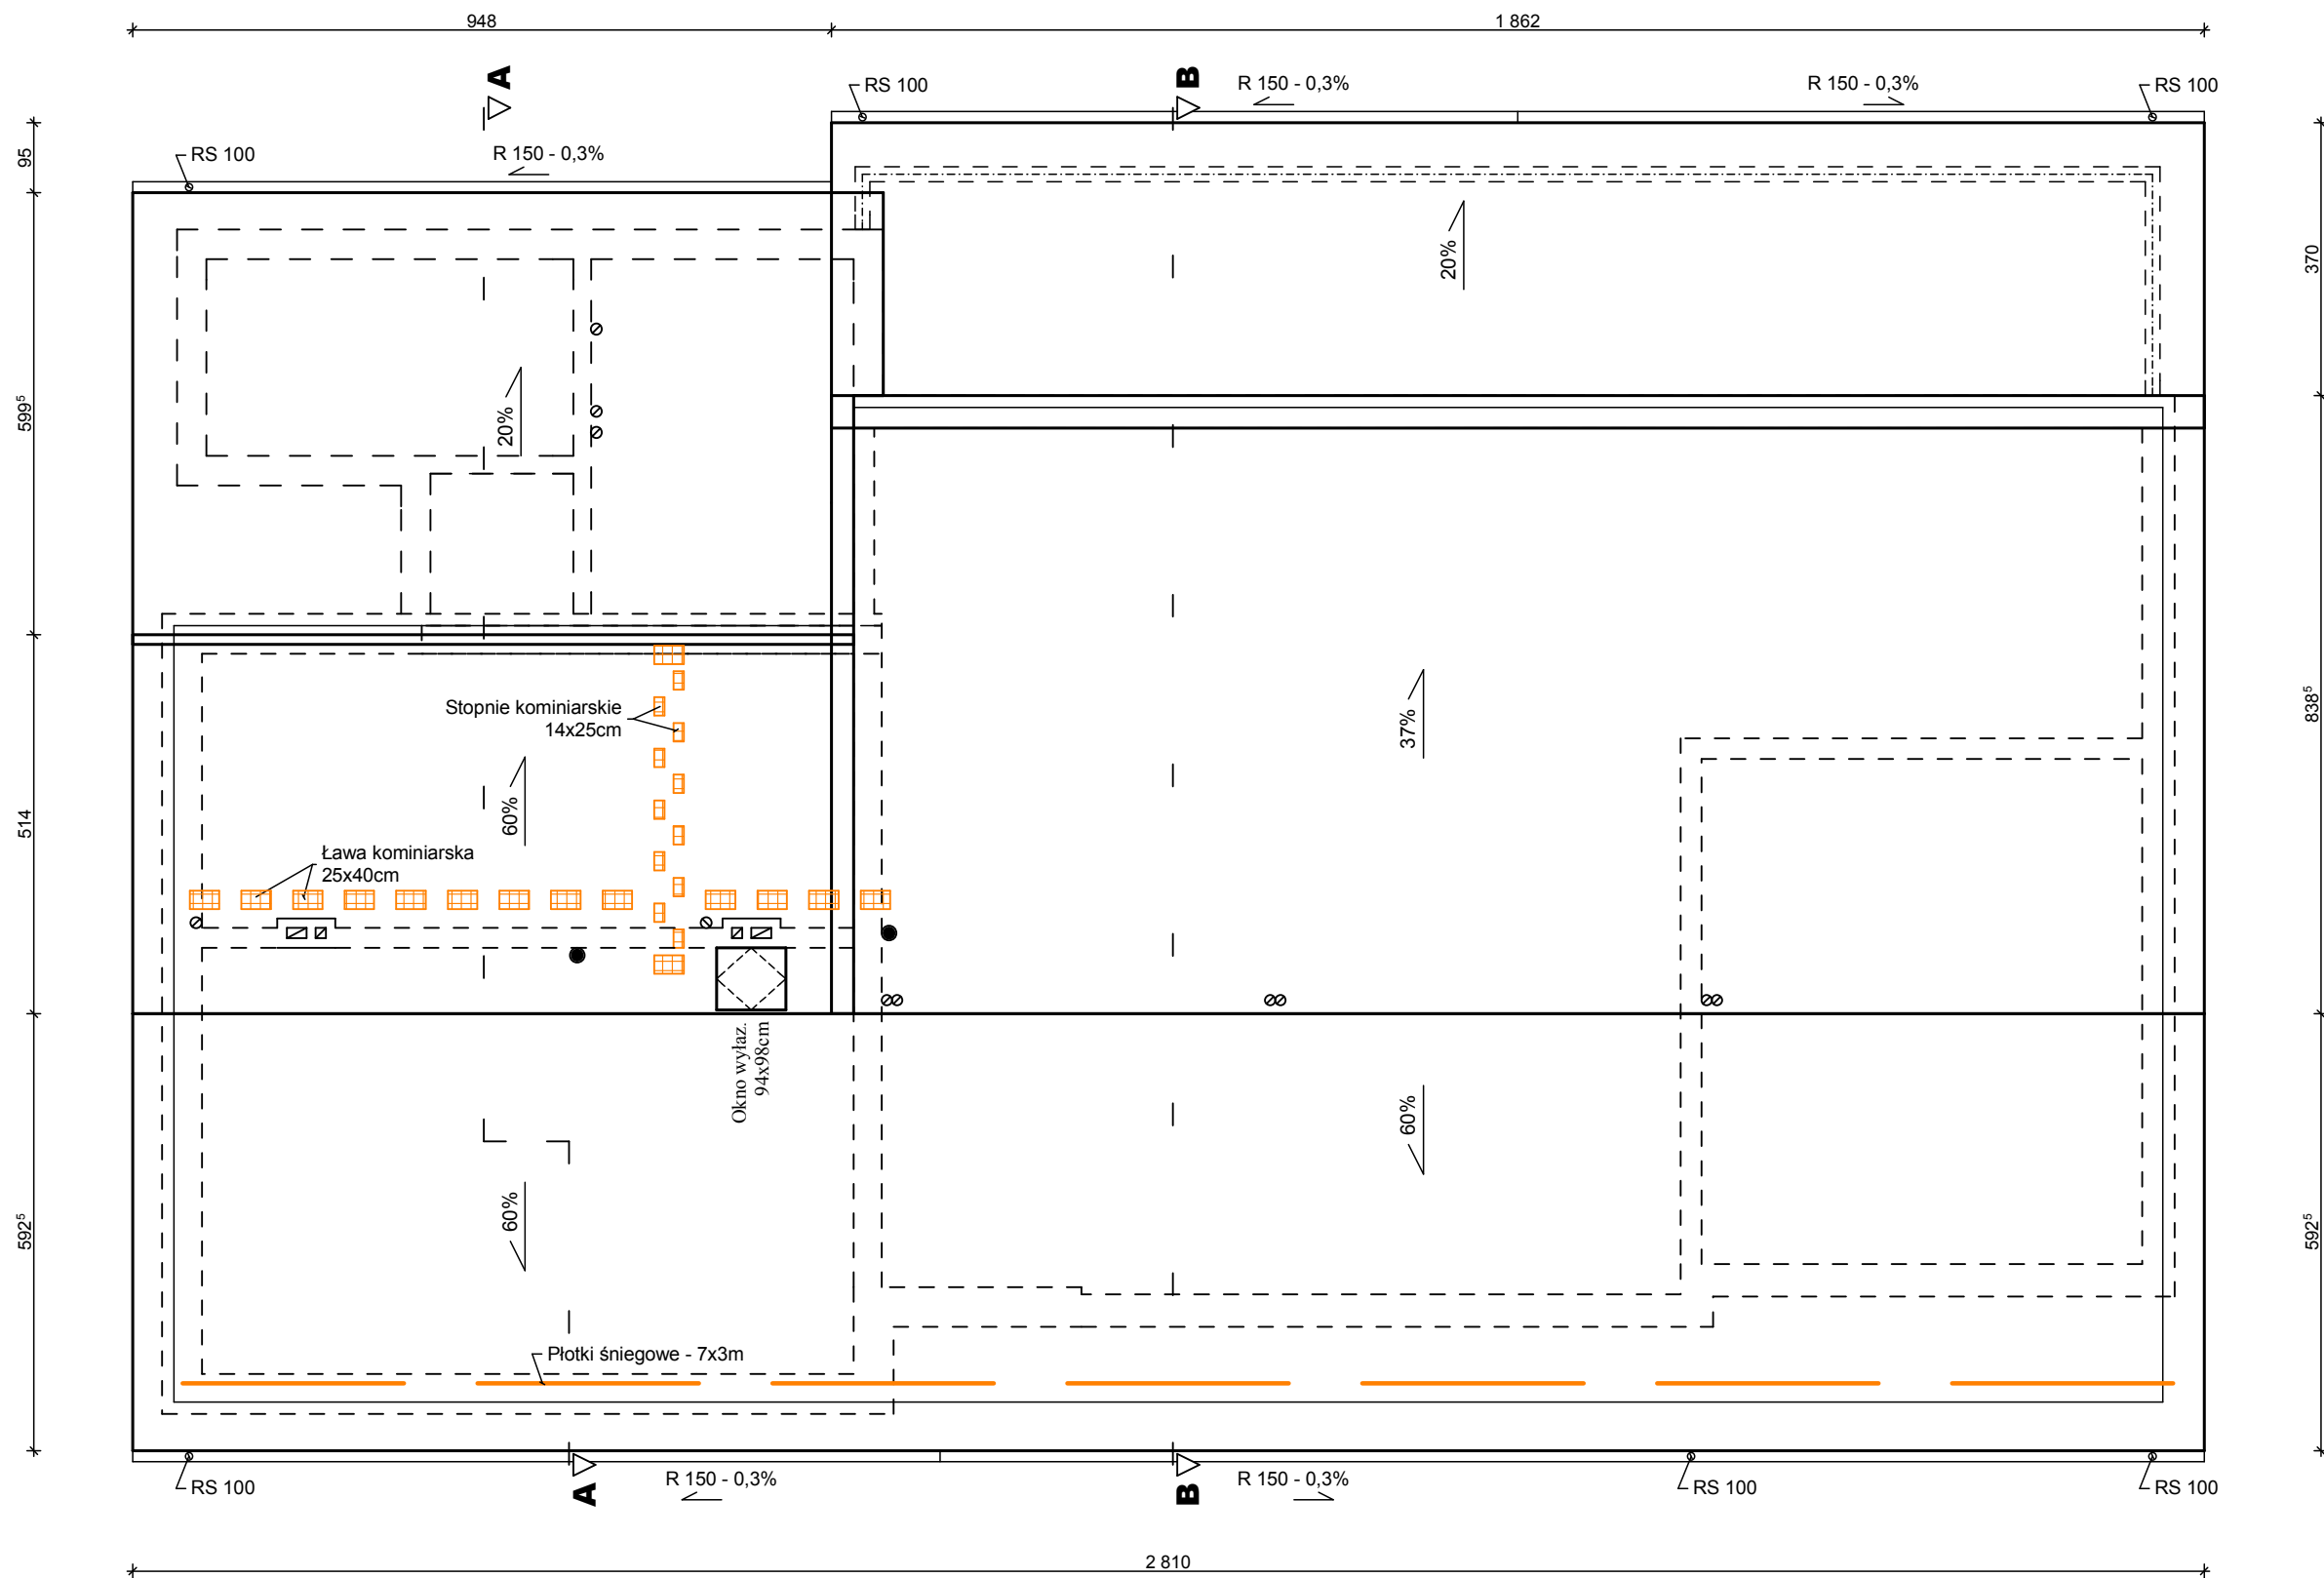 948
1 862
A
B
R 150 - 0,3%
R 150 - 0,3%
RS 100
RS 100
95
RS 100
R 150 - 0,3%
370
20%
599⁵
20%
Stopnie kominiarskie
14x25cm
37%
838⁵
514
60%
Ława kominiarska
25x40cm
Okno wyłaz.
94x98cm
60%
592⁵
60%
592⁵
Płotki śniegowe - 7x3m
RS 100
A
R 150 - 0,3%
B
R 150 - 0,3%
RS 100
RS 100
2 810